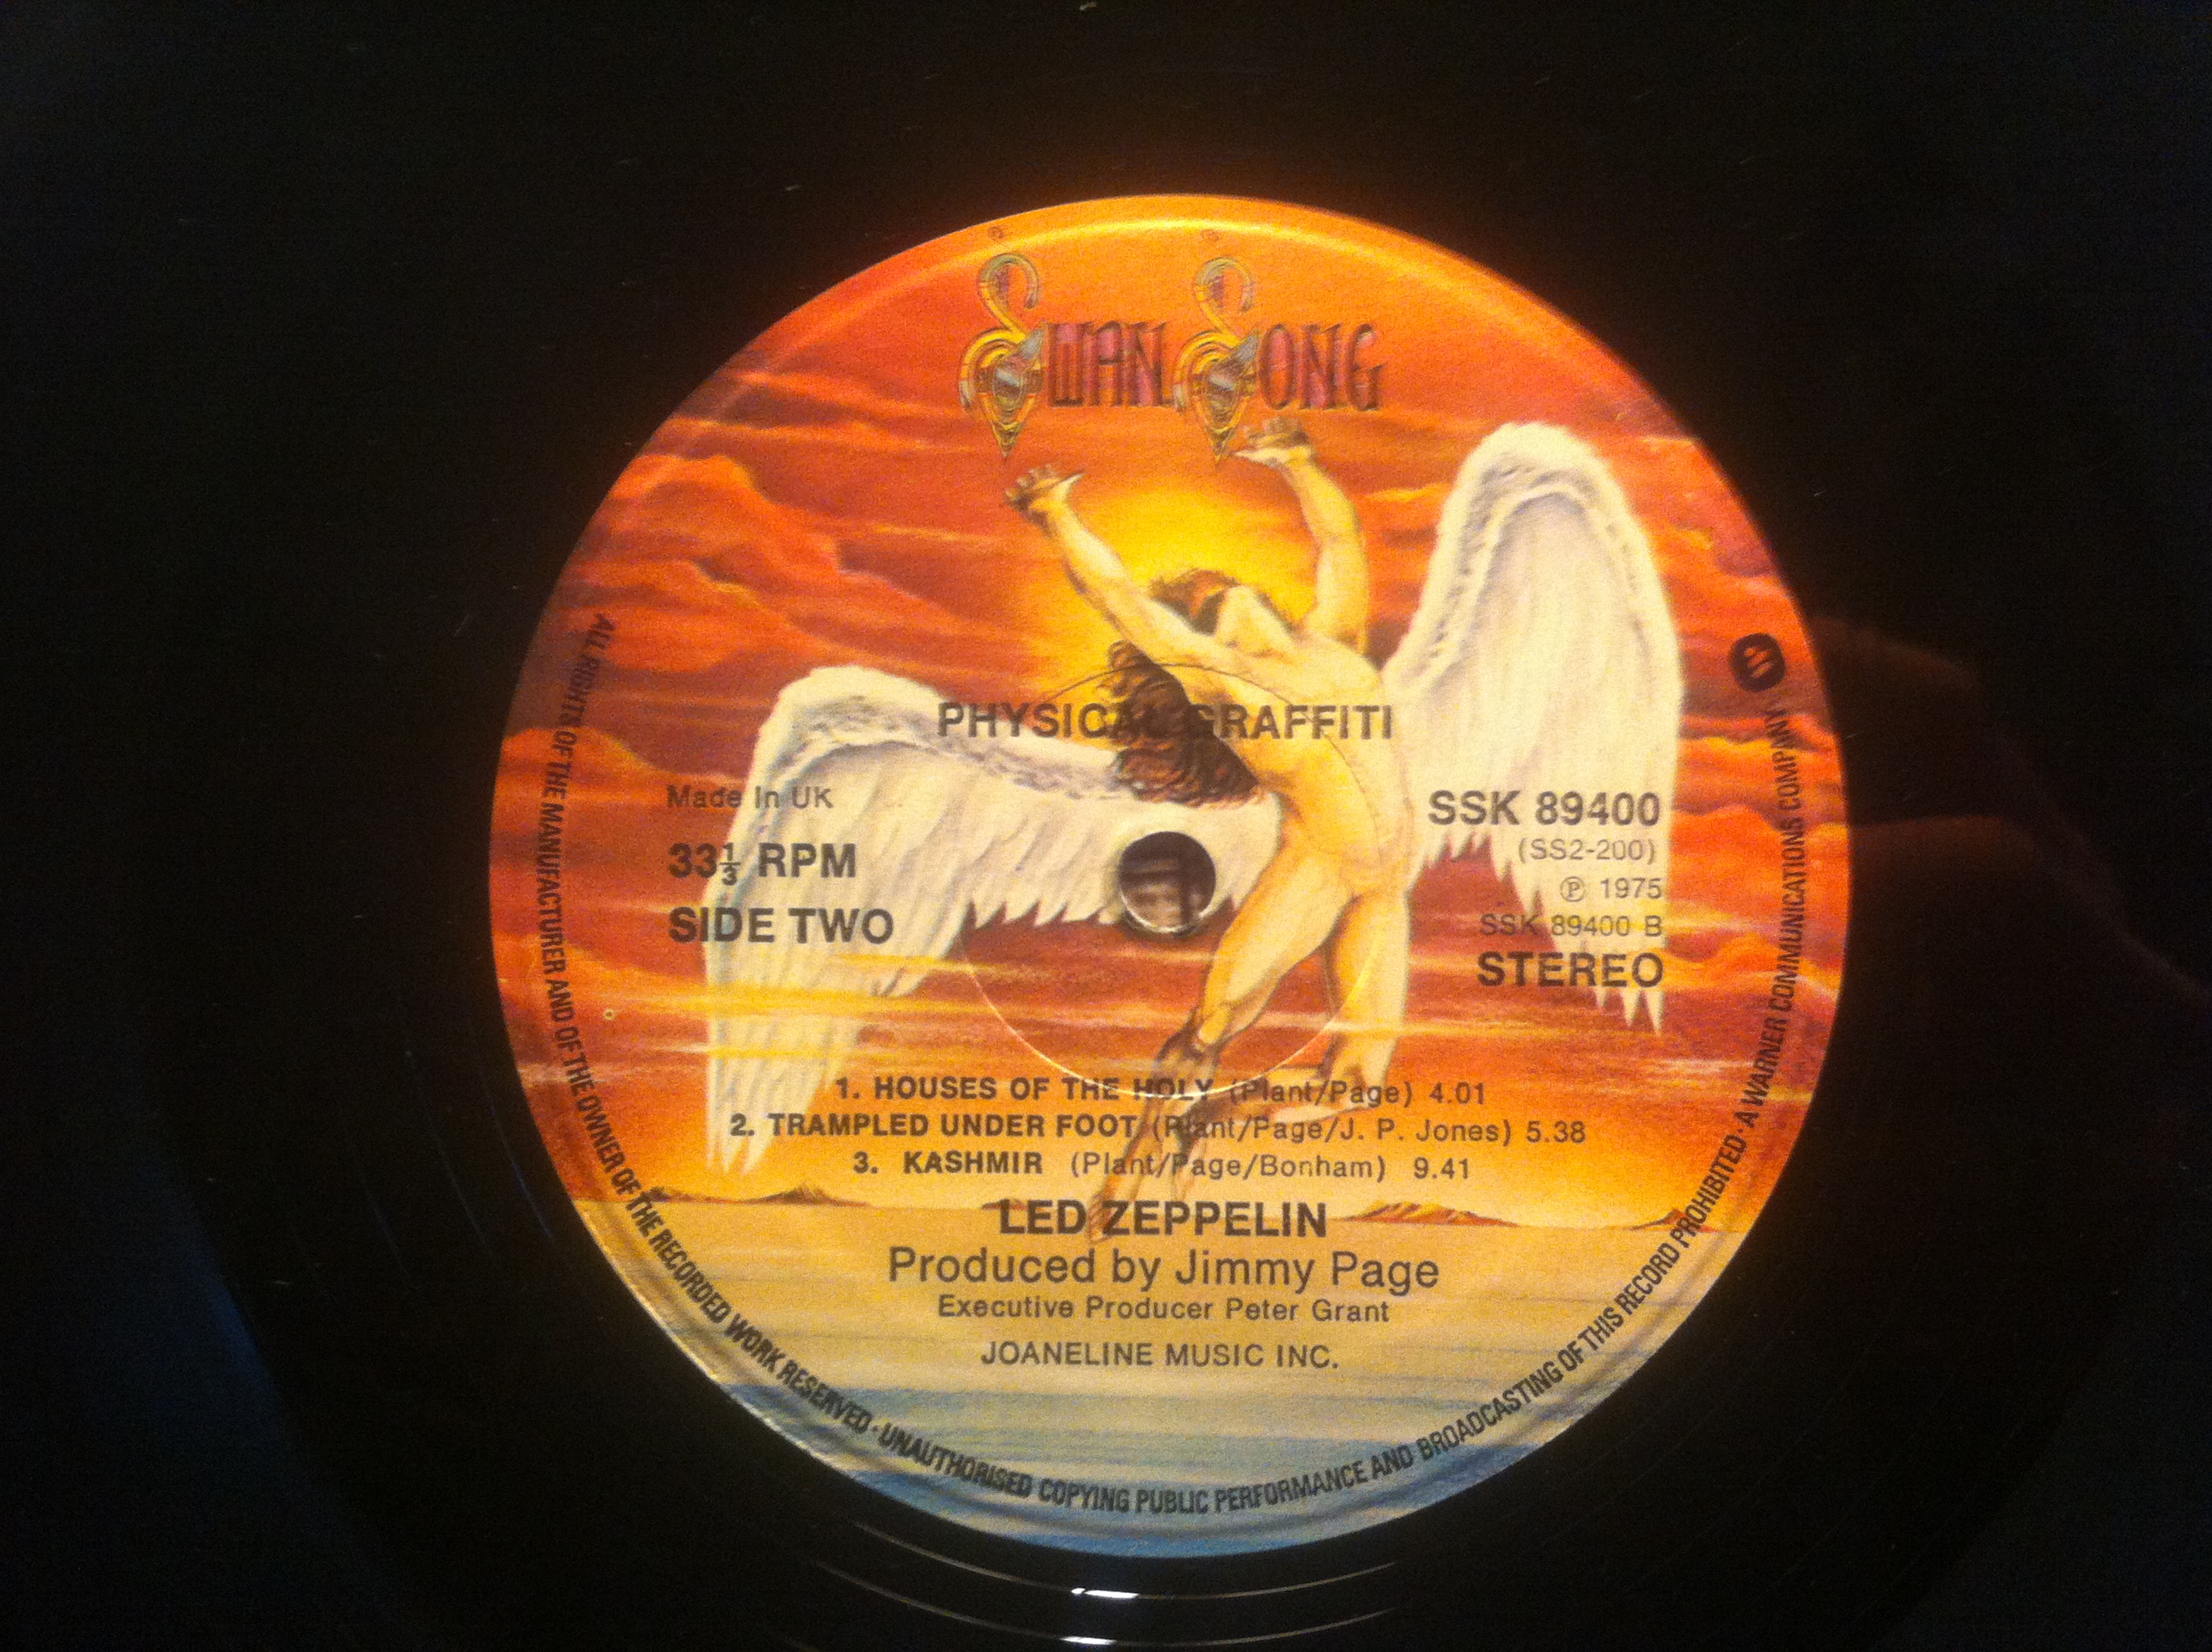 SWAN SONG
PHYSICAL GRAFFITI
Made In UK
33⅓ RPM
SIDE TWO
SSK 89400
(SS2-200)
℗ 1975
SSK 89400 B
STEREO
1. HOUSES OF THE HOLY (Plant/Page) 4.01
2. TRAMPLED UNDER FOOT (Plant/Page/J. P. Jones) 5.38
3. KASHMIR (Plant/Page/Bonham) 9.41
LED ZEPPELIN
Produced by Jimmy Page
Executive Producer Peter Grant
JOANELINE MUSIC INC.
ALL RIGHTS OF THE MANUFACTURER AND OF THE OWNER OF THE RECORDED WORK RESERVED · UNAUTHORISED COPYING PUBLIC PERFORMANCE AND BROADCASTING OF THIS RECORD PROHIBITED · A WARNER COMMUNICATIONS COMPANY